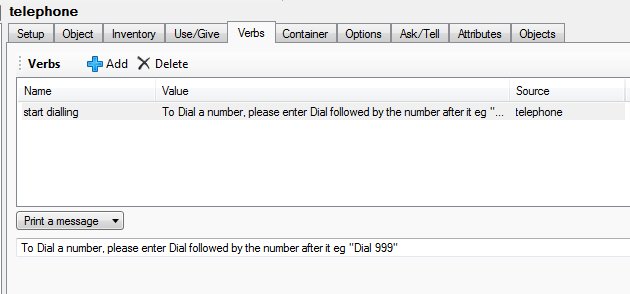 telephone
Setup Object Inventory Use/Give Verbs Container Options Ask/Tell Attributes Objects
Verbs Add Delete
Name Value Source
start dialling To Dial a number, please enter Dial followed by the number after it eg "... telephone
Print a message
To Dial a number, please enter Dial followed by the number after it eg "Dial 999"